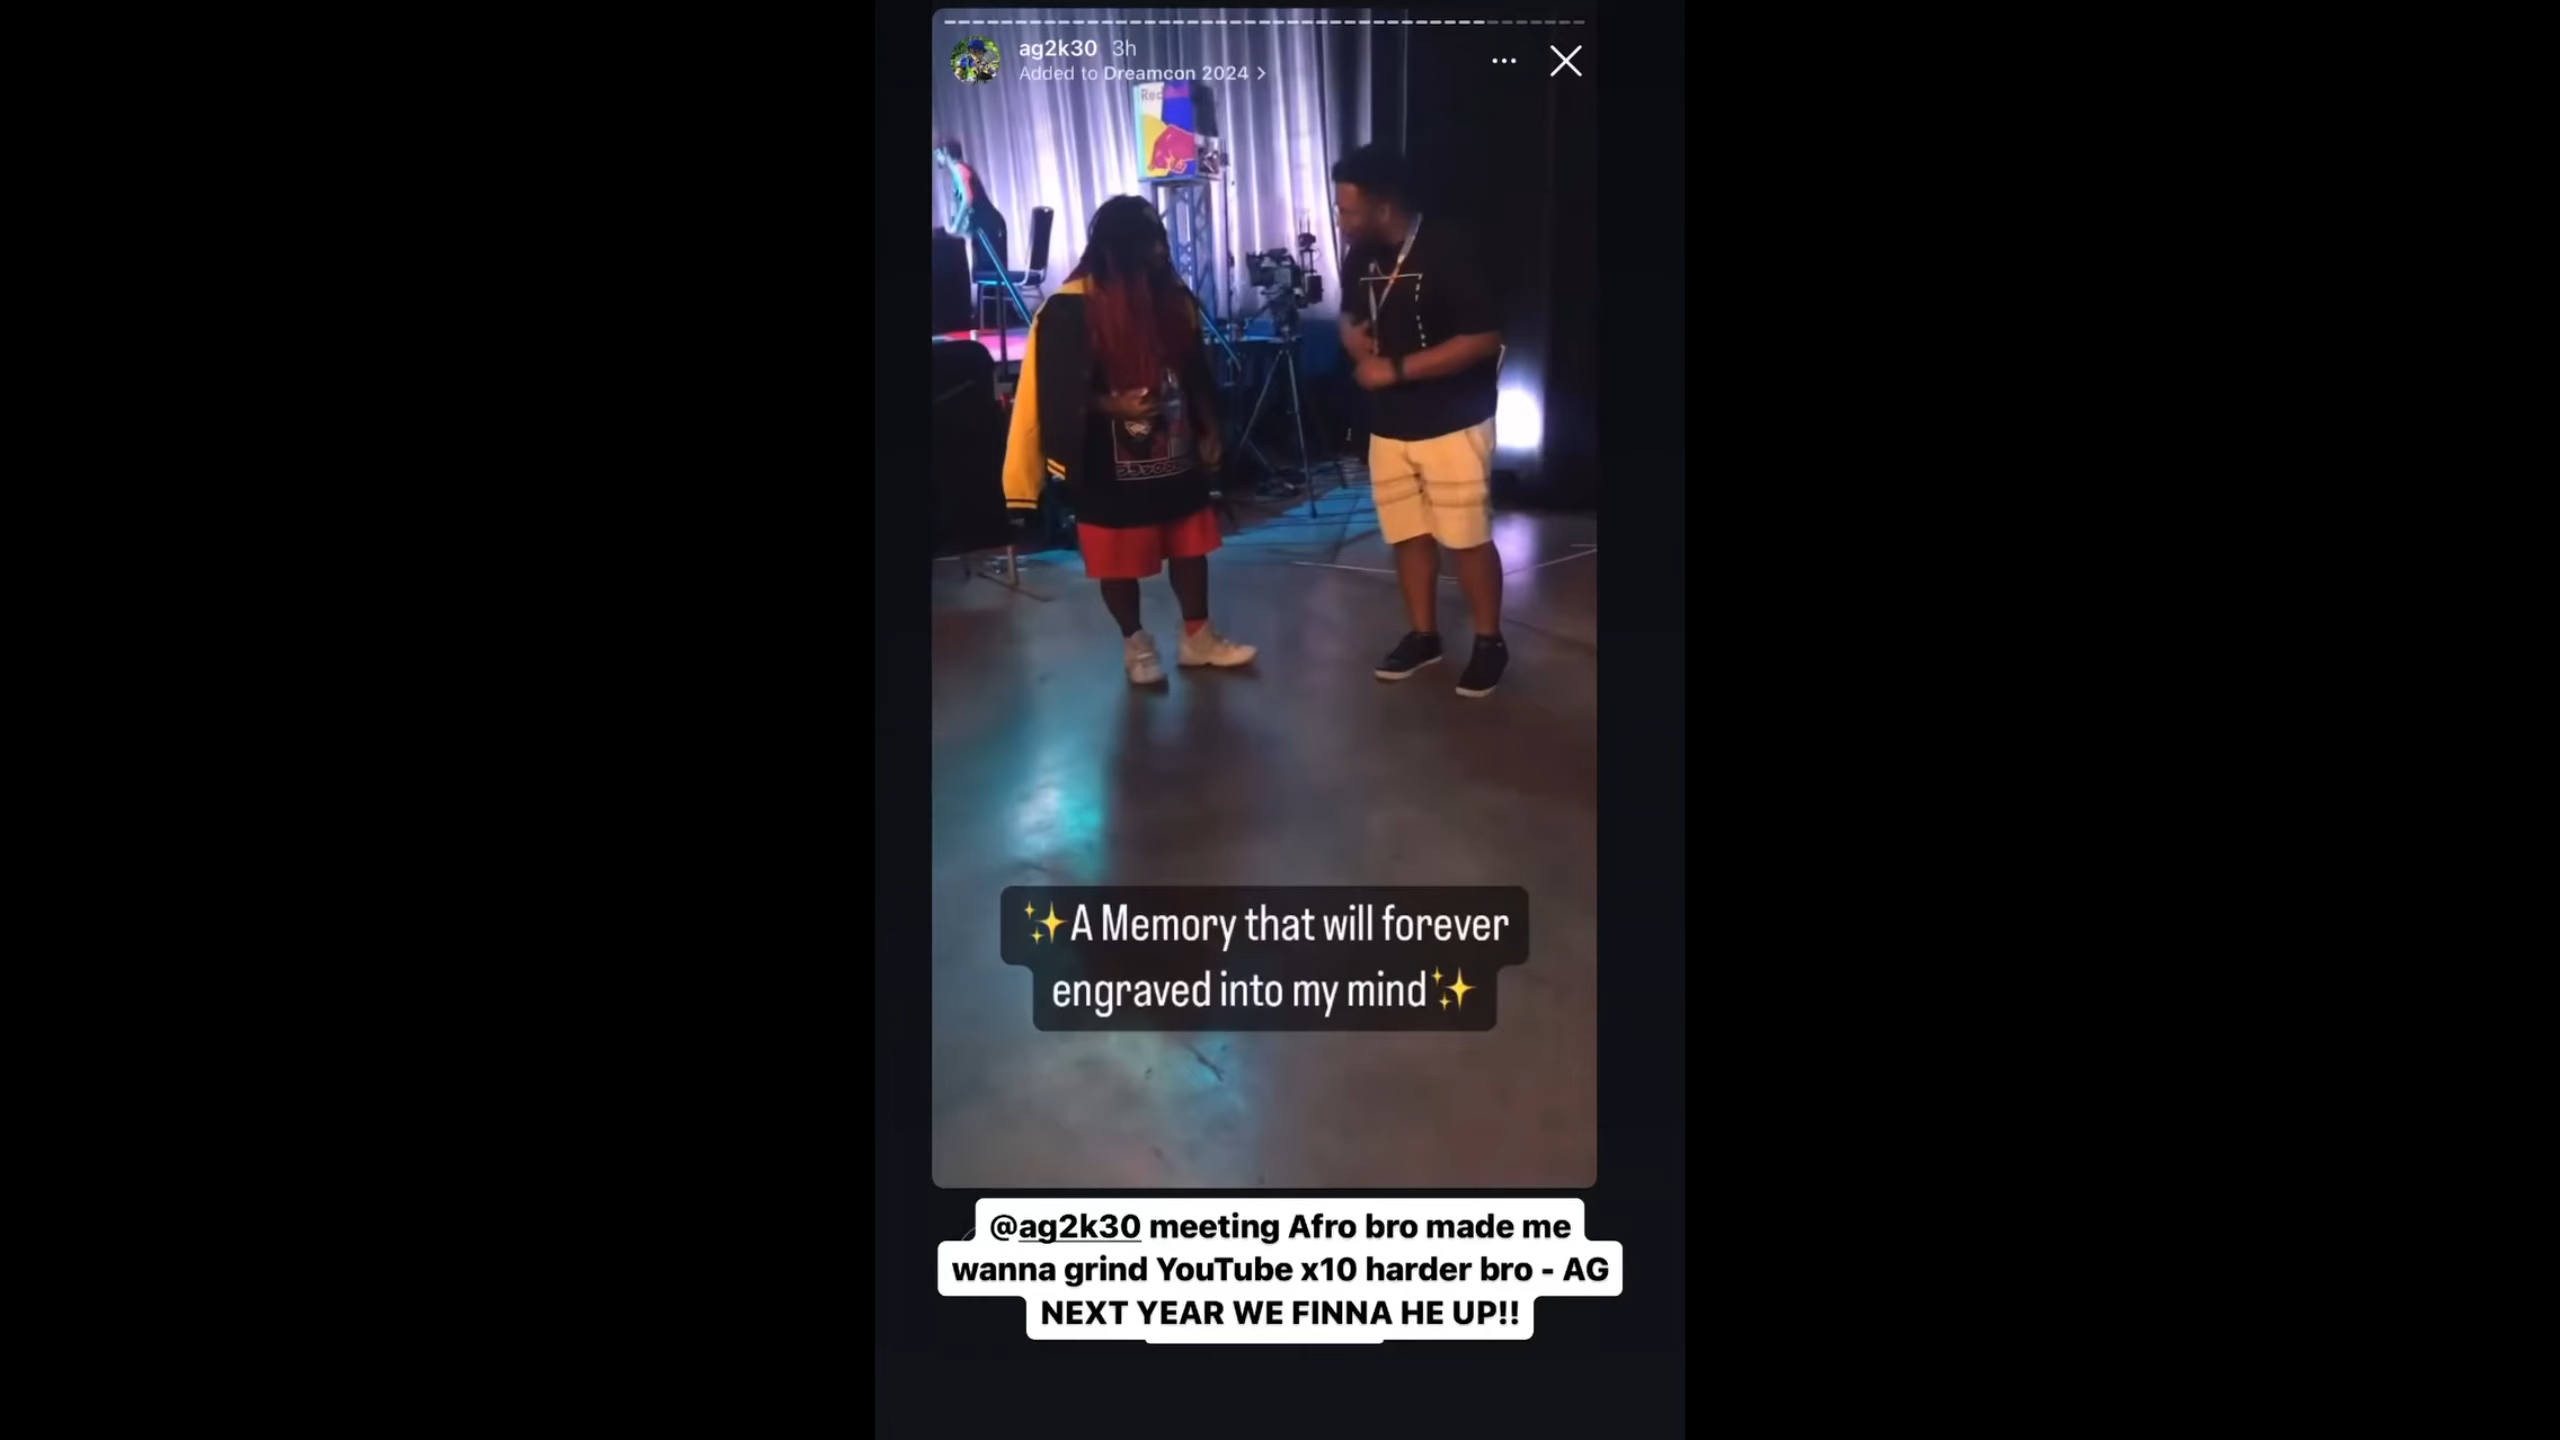 ag2k30 3h
Added to Dreamcon 2024 >
Red
✨A Memory that will forever
engraved into my mind✨
@ag2k30 meeting Afro bro made me
wanna grind YouTube x10 harder bro - AG
NEXT YEAR WE FINNA HE UP!!